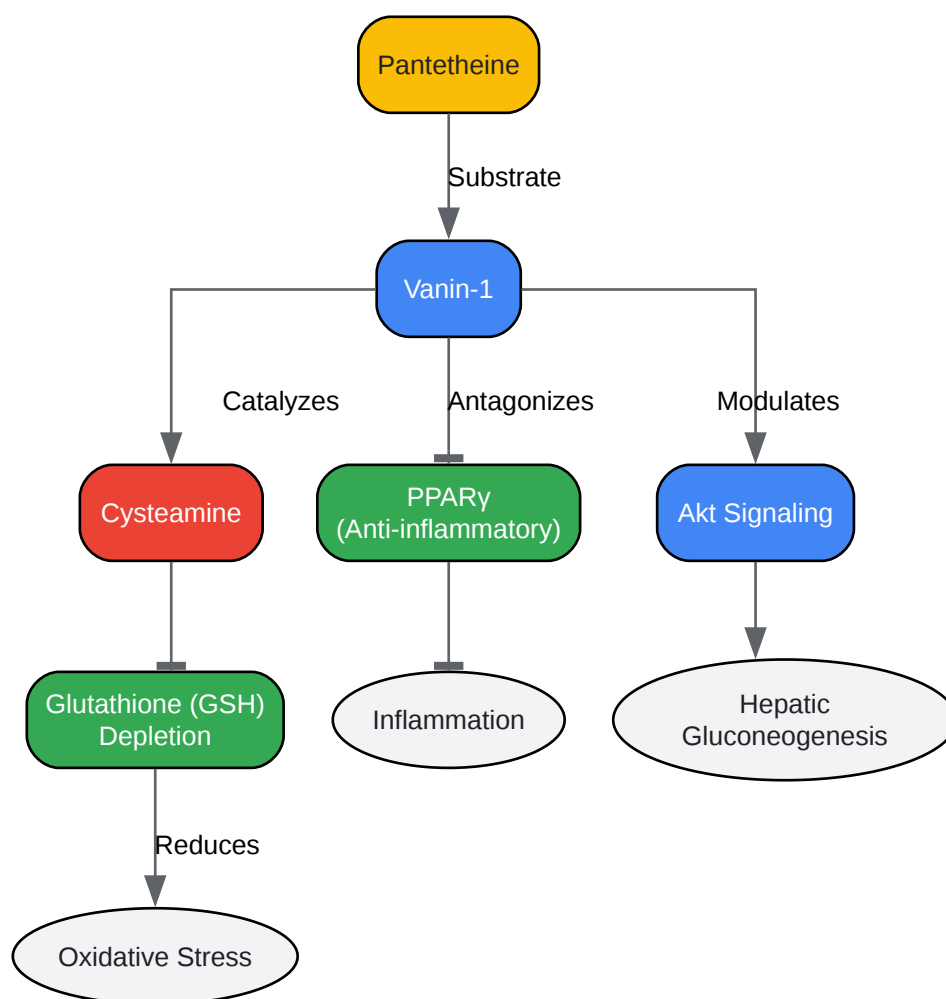 Pantetheine
Substrate
Vanin-1
Catalyzes
Antagonizes
Modulates
Cysteamine
PPARγ
(Anti-inflammatory)
Akt Signaling
Glutathione (GSH)
Depletion
Inflammation
Hepatic
Gluconeogenesis
Reduces
Oxidative Stress